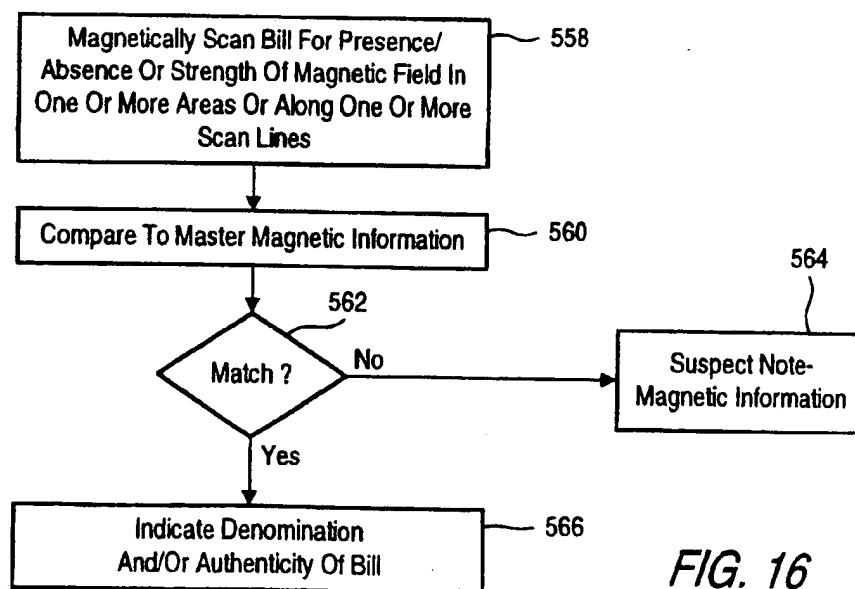 Magnetically Scan Bill For Presence/
Absence Or Strength Of Magnetic Field In
One Or More Areas Or Along One Or More
Scan Lines
558
Compare To Master Magnetic Information
560
562
Match ?
No
564
Suspect Note-
Magnetic Information
Yes
Indicate Denomination
And/Or Authenticity Of Bill
566
FIG. 16